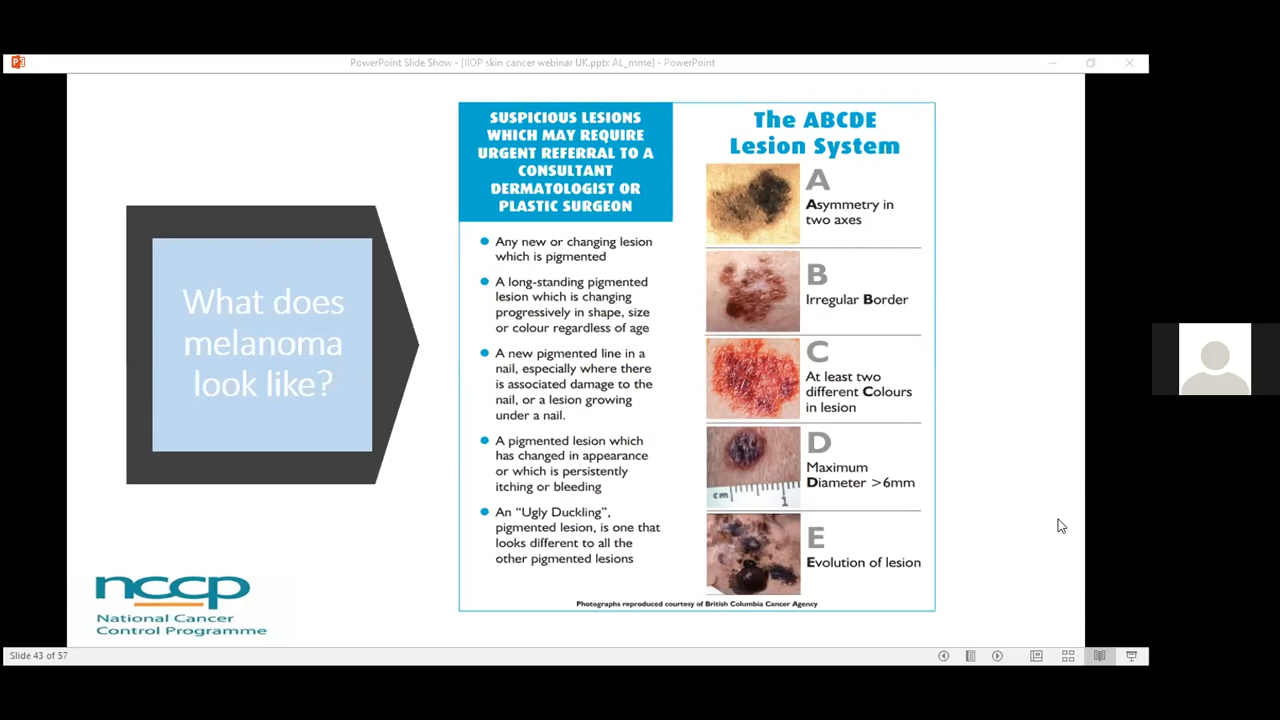 PowerPoint Slide Show - [IIOP skin cancer webinar UK.pptx AL_mme] - PowerPoint
What does
melanoma
look like?
nccp
National Cancer
Control Programme
SUSPICIOUS LESIONS
WHICH MAY REQUIRE
URGENT REFERRAL TO A
CONSULTANT
DERMATOLOGIST OR
PLASTIC SURGEON
Any new or changing lesion
which is pigmented
A long-standing pigmented
lesion which is changing
progressively in shape, size
or colour regardless of age
A new pigmented line in a
nail, especially where there
is associated damage to the
nail, or a lesion growing
under a nail.
A pigmented lesion which
has changed in appearance
or which is persistently
itching or bleeding
An “Ugly Duckling”,
pigmented lesion, is one that
looks different to all the
other pigmented lesions
The ABCDE
Lesion System
A
Asymmetry in
two axes
B
Irregular Border
C
At least two
different Colours
in lesion
D
Maximum
Diameter >6mm
cm 1
E
Evolution of lesion
Photographs reproduced courtesy of British Columbia Cancer Agency
Slide 43 of 57